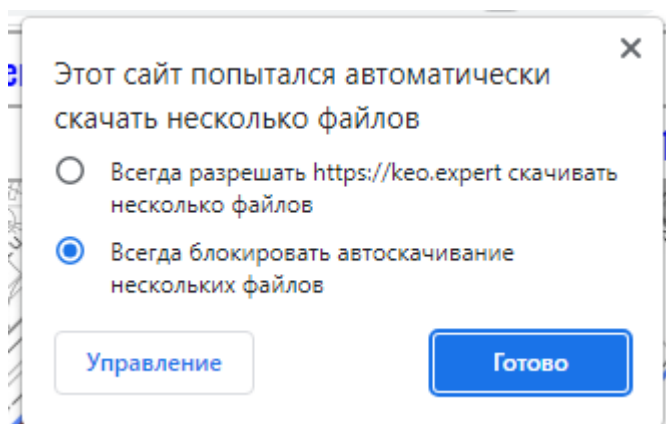 Этот сайт попытался автоматически
скачать несколько файлов
Всегда разрешать https://keo.expert скачивать
несколько файлов
Всегда блокировать автоскачивание
нескольких файлов
Управление
Готово